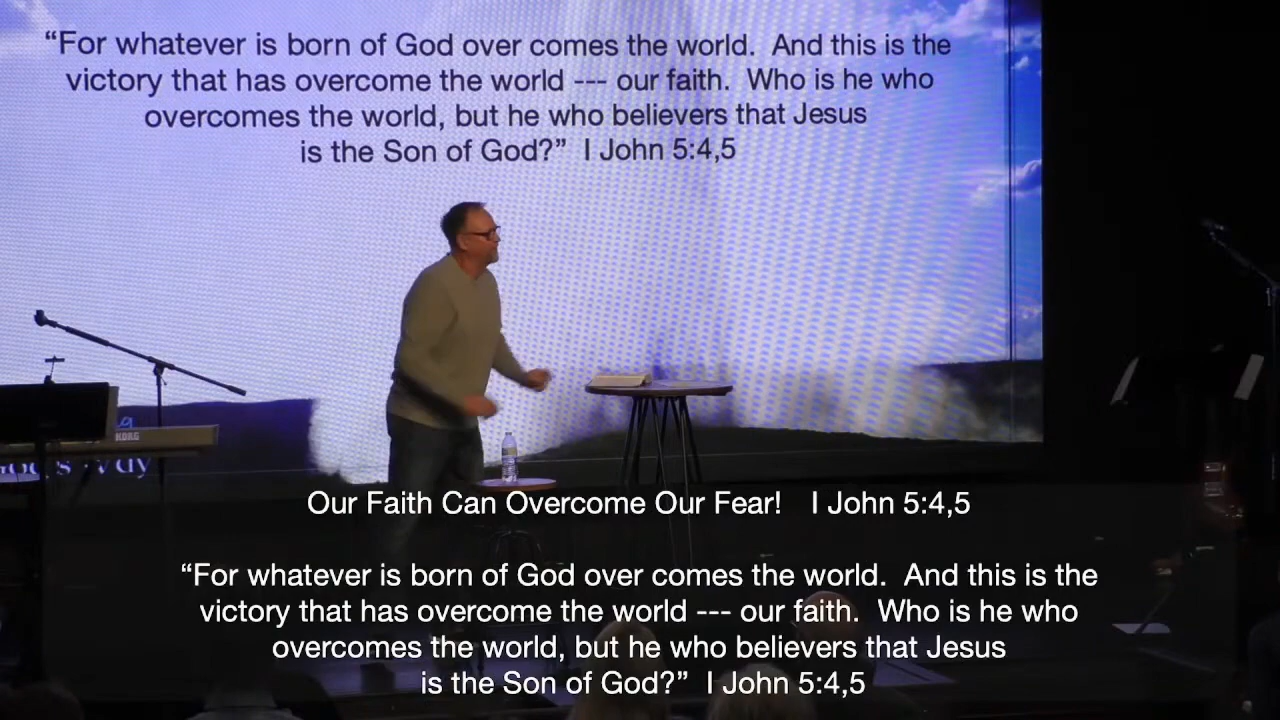 “For whatever is born of God over comes the world.  And this is the
victory that has overcome the world --- our faith.  Who is he who
overcomes the world, but he who believers that Jesus
is the Son of God?”  I John 5:4,5
KORG
God's Way
Our Faith Can Overcome Our Fear!    I John 5:4,5
“For whatever is born of God over comes the world.  And this is the
victory that has overcome the world --- our faith.  Who is he who
overcomes the world, but he who believers that Jesus
is the Son of God?”  I John 5:4,5